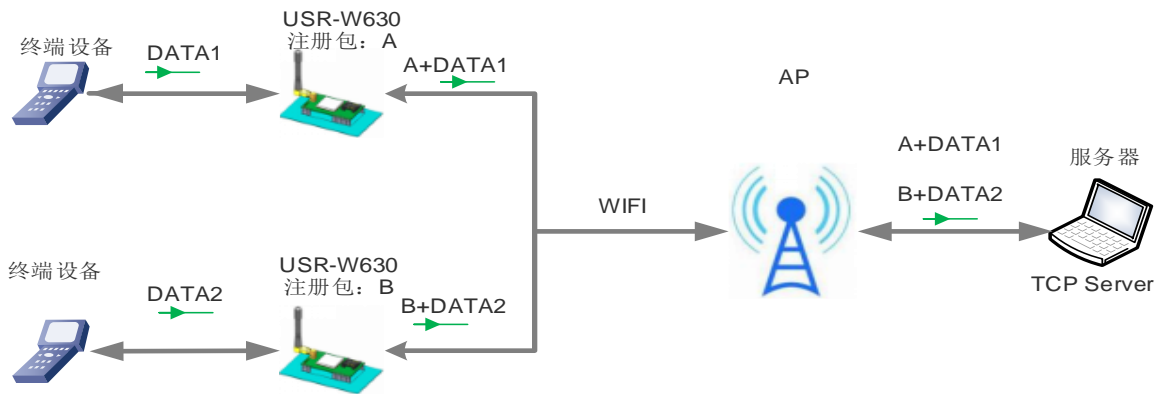 终端设备
DATA1
USR-W630
注册包：A
A+DATA1
AP
A+DATA1
B+DATA2
服务器
TCP Server
WIFI
终端设备
DATA2
USR-W630
注册包：B
B+DATA2